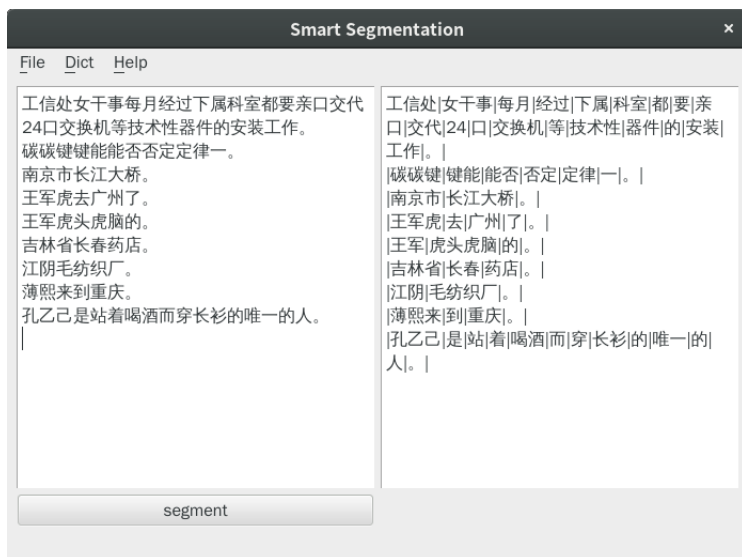 Smart Segmentation
×
File Dict Help
工信处女干事每月经过下属科室都要亲口交代
24口交换机等技术性器件的安装工作。
碳碳键键能能否否定定律一。
南京市长江大桥。
王军虎去广州了。
王军虎头虎脑的。
吉林省长春药店。
江阴毛纺织厂。
薄熙来到重庆。
孔乙己是站着喝酒而穿长衫的唯一的人。
工信处|女干事|每月|经过|下属|科室|都|要|亲
口|交代|24|口|交换机|等|技术性|器件|的|安装|
工作|。|
|碳碳键|键能|能否|否定|定律|一|。|
|南京市|长江大桥|。|
|王军虎|去|广州|了|。|
|王军|虎头虎脑|的|。|
|吉林省|长春|药店|。|
|江阴|毛纺织厂|。|
|薄熙来|到|重庆|。|
|孔乙己|是|站|着|喝酒|而|穿|长衫|的|唯一|的|
人|。|
segment